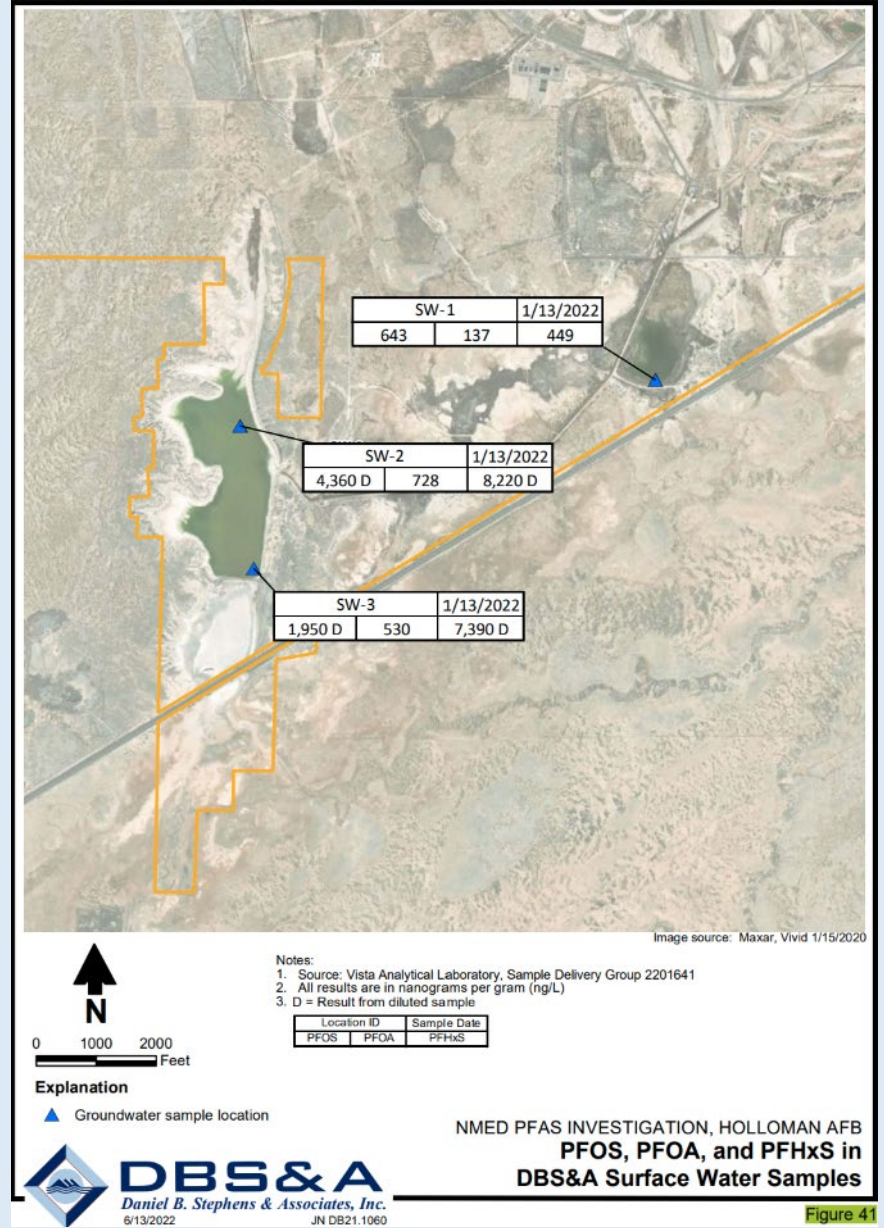 SW-1 1/13/2022
643 137 449
SW-2 1/13/2022
4,360 D 728 8,220 D
SW-3 1/13/2022
1,950 D 530 7,390 D
Image source: Maxar, Vivid 1/15/2020
N
0 1000 2000
Feet
Explanation
Groundwater sample location
Notes:
1. Source: Vista Analytical Laboratory, Sample Delivery Group 2201641
2. All results are in nanograms per gram (ng/L)
3. D = Result from diluted sample
Location ID Sample Date
PFOS PFOA PFHxS
NMED PFAS INVESTIGATION, HOLLOMAN AFB
PFOS, PFOA, and PFHxS in
DBS&A Surface Water Samples
DBS&A
Daniel B. Stephens & Associates, Inc.
6/13/2022 JN DB21.1060
Figure 41